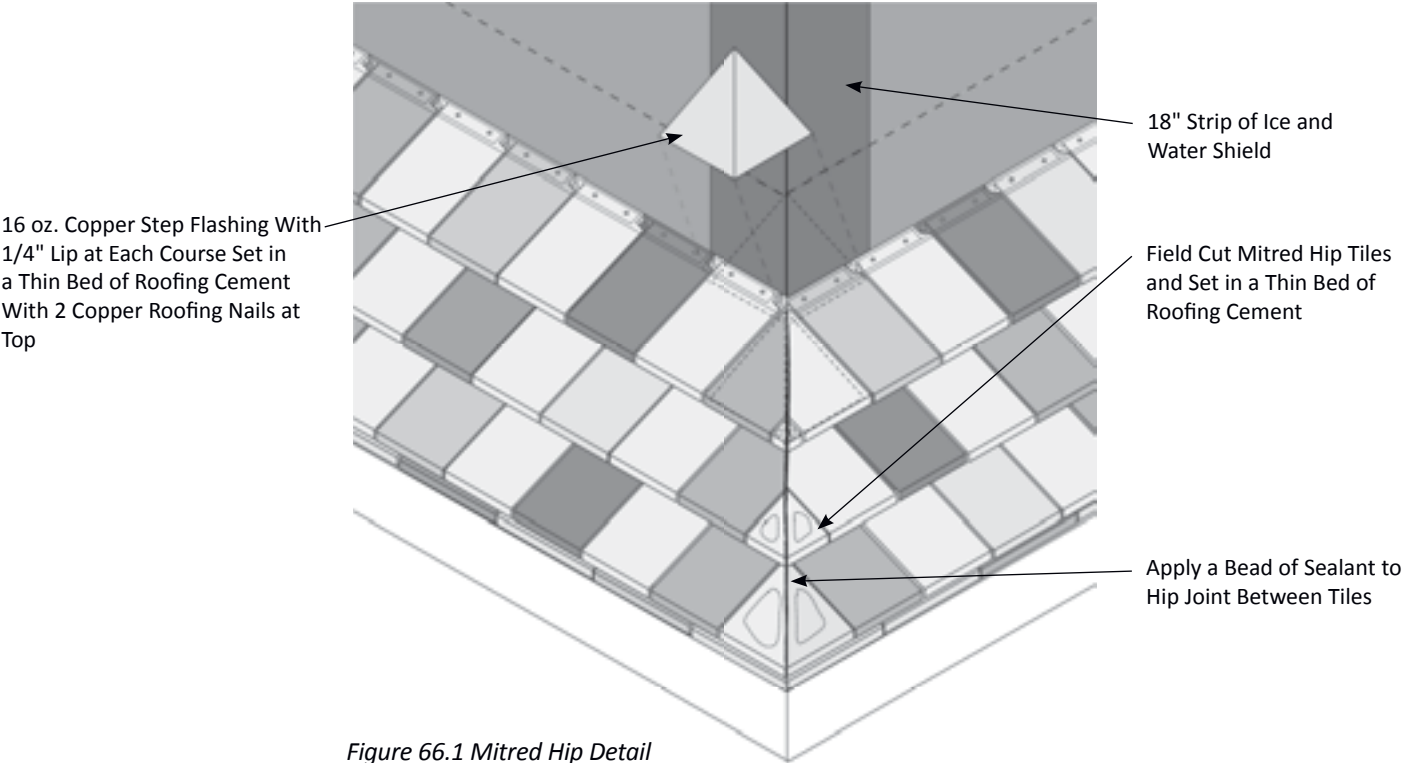 16 oz. Copper Step Flashing With
1/4" Lip at Each Course Set in
a Thin Bed of Roofing Cement
With 2 Copper Roofing Nails at
Top
18" Strip of Ice and
Water Shield
Field Cut Mitred Hip Tiles
and Set in a Thin Bed of
Roofing Cement
Apply a Bead of Sealant to
Hip Joint Between Tiles
Figure 66.1 Mitred Hip Detail